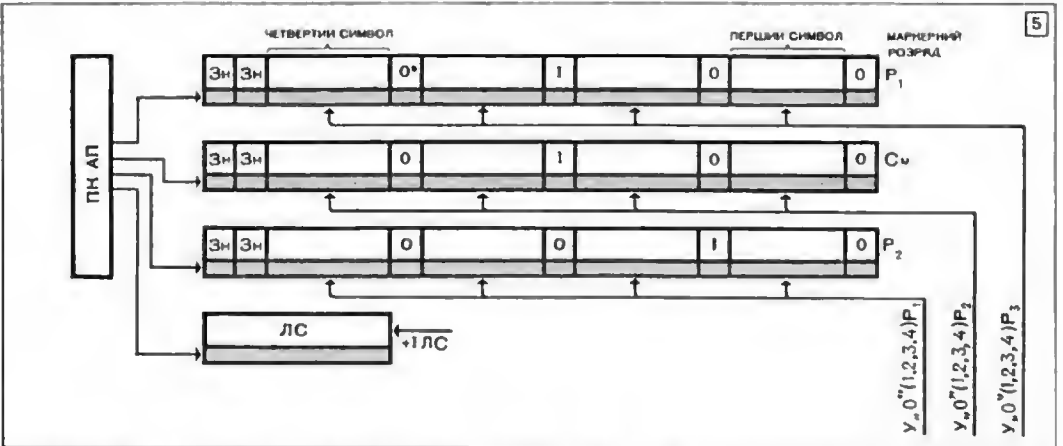 5
ЧЕТВЕРТИЙ СИМВОЛ
ПЕРШИЙ СИМВОЛ
МАРКЕРНИЙ
РОЗРЯД
Зн Зн 0* 1 0 0 P₁
ПН АП
Зн Зн 0 1 0 0 См
Зн Зн 0 0 1 0 P₂
ЛС
+1 ЛС
У„0”(1,2,3,4)P₁
У„0”(1,2,3,4)P₂
У„0”(1,2,3,4)P₃